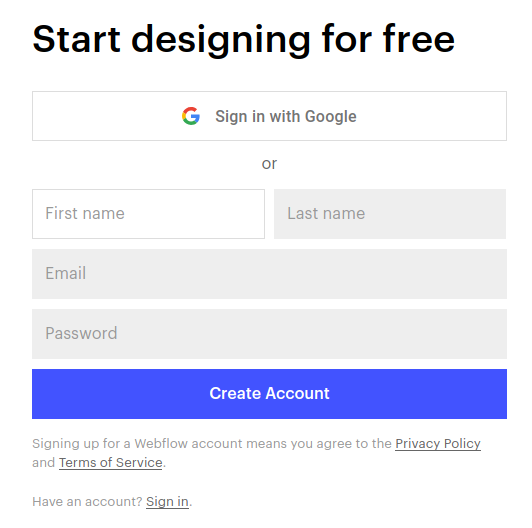 Start designing for free
Sign in with Google
or
First name
Last name
Email
Password
Create Account
Signing up for a Webflow account means you agree to the Privacy Policy
and Terms of Service.
Have an account? Sign in.